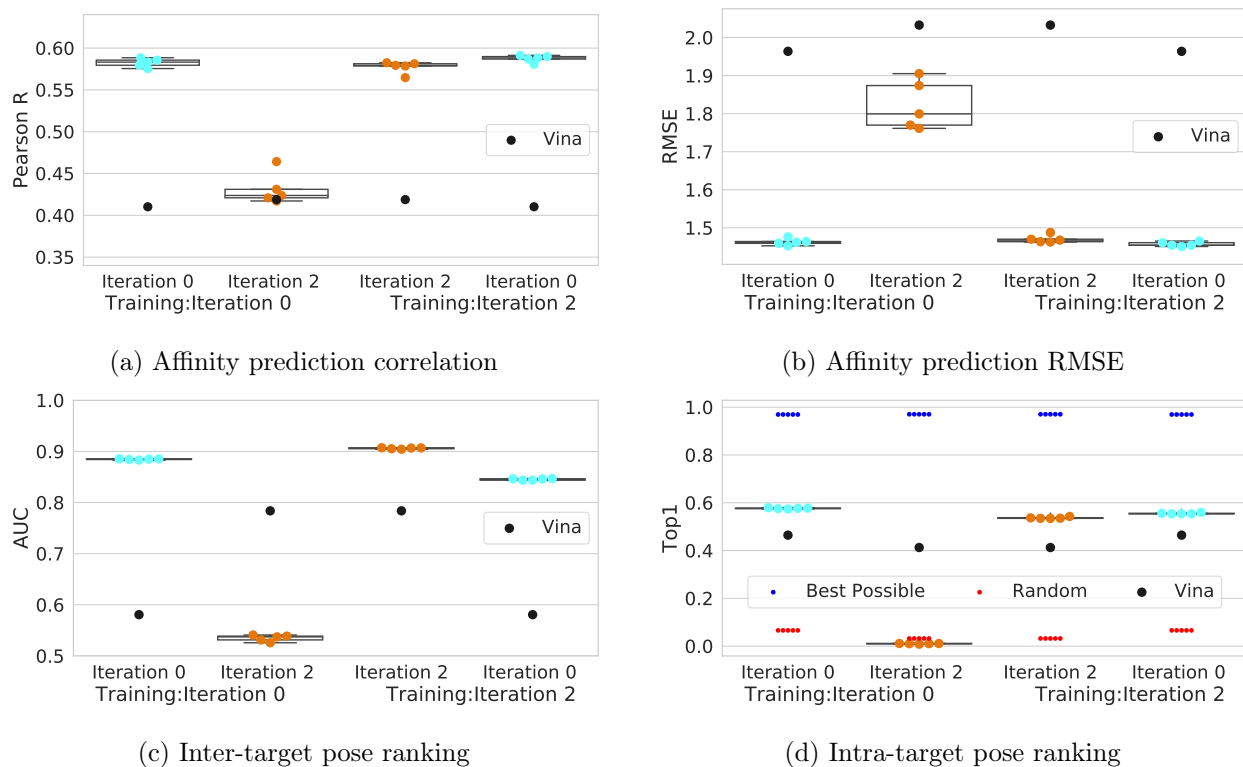 0.60
0.55
0.50
0.45
0.40
0.35
Pearson R
Vina
Iteration 0 Iteration 2 Iteration 2 Iteration 0
Training:Iteration 0 Training:Iteration 2
(a) Affinity prediction correlation
2.0
1.9
1.8
1.7
1.6
1.5
RMSE
Vina
Iteration 0 Iteration 2 Iteration 2 Iteration 0
Training:Iteration 0 Training:Iteration 2
(b) Affinity prediction RMSE
1.0
0.9
0.8
0.7
0.6
0.5
AUC
Vina
Iteration 0 Iteration 2 Iteration 2 Iteration 0
Training:Iteration 0 Training:Iteration 2
(c) Inter-target pose ranking
1.0
0.8
0.6
0.4
0.2
0.0
Top1
Best Possible Random Vina
Iteration 0 Iteration 2 Iteration 2 Iteration 0
Training:Iteration 0 Training:Iteration 2
(d) Intra-target pose ranking